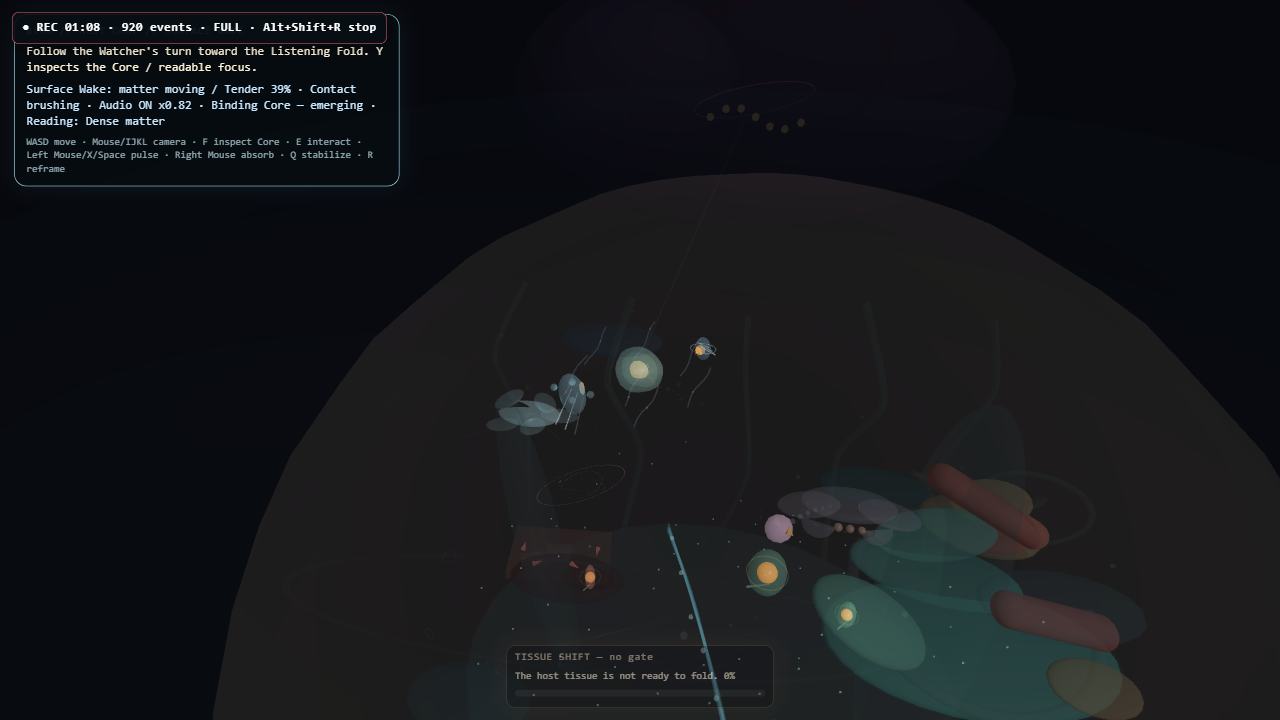 ● REC 01:08 · 920 events · FULL · Alt+Shift+R stop
Follow the Watcher's turn toward the Listening Fold. Y
inspects the Core / readable focus.
Surface Wake: matter moving / Tender 39% · Contact
brushing · Audio ON x0.82 · Binding Core — emerging ·
Reading: Dense matter
WASD move · Mouse/IJKL camera · F inspect Core · E interact ·
Left Mouse/X/Space pulse · Right Mouse absorb · Q stabilize · R
reframe
TISSUE SHIFT — no gate
The host tissue is not ready to fold. 0%